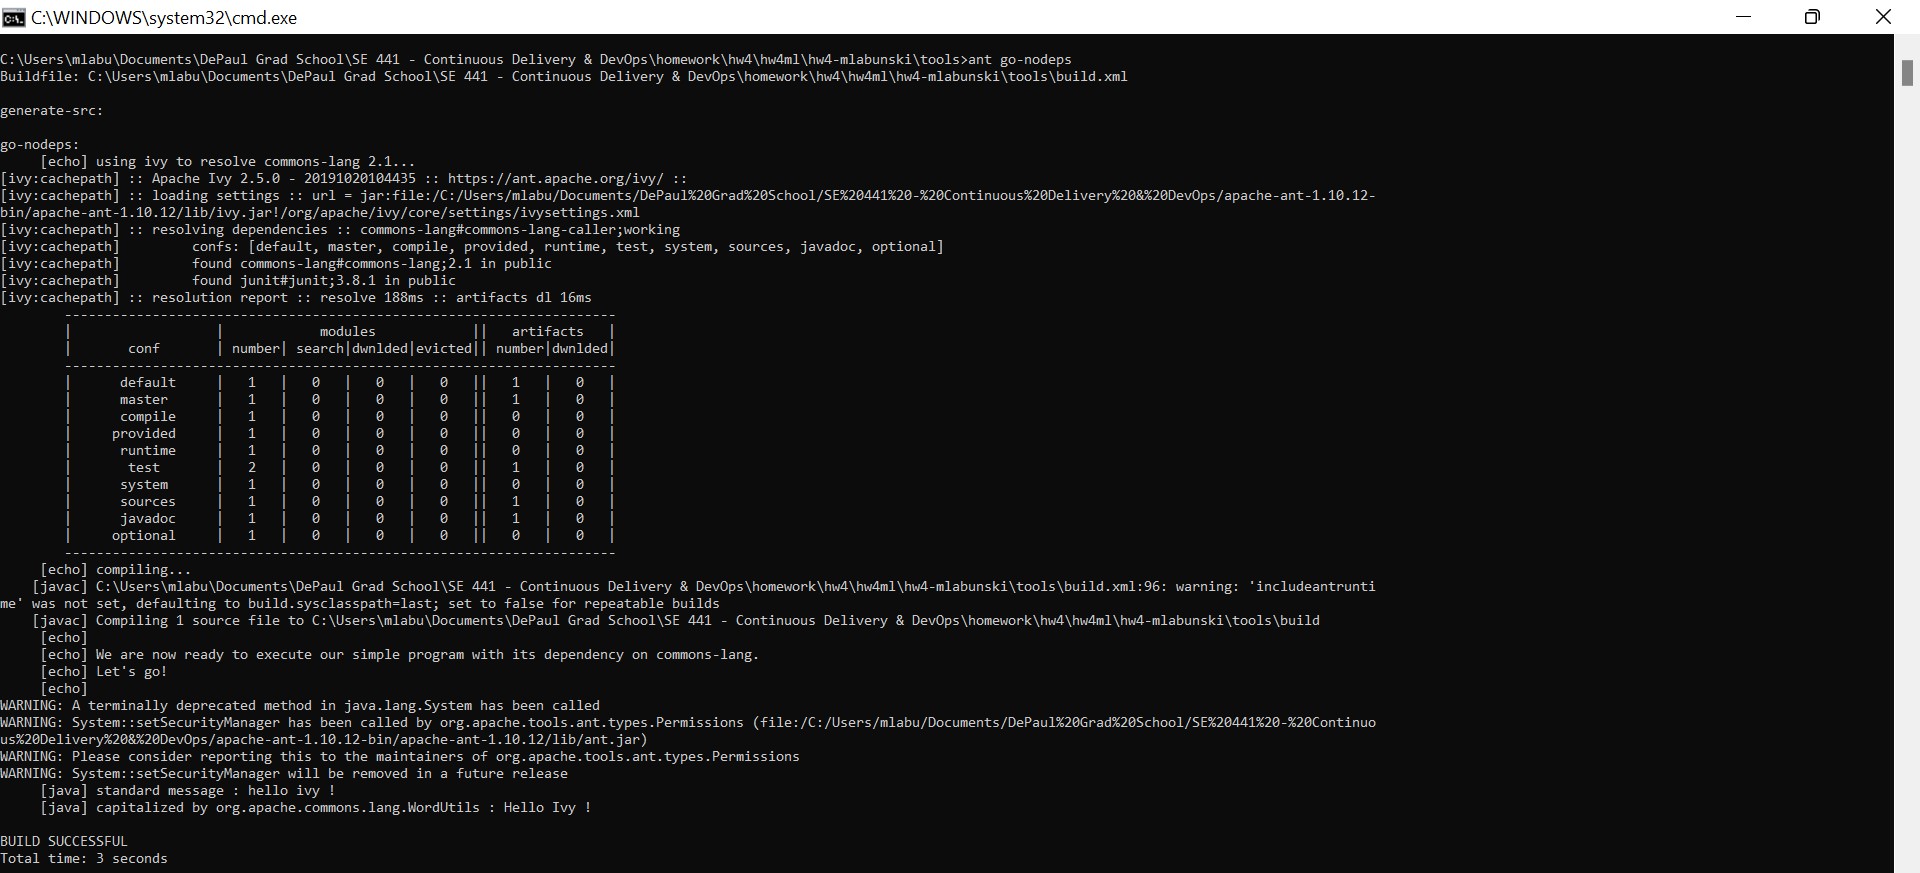 C:\WINDOWS\system32\cmd.exe
C:\Users\mlabu\Documents\DePaul Grad School\SE 441 - Continuous Delivery & DevOps\homework\hw4\hw4ml\hw4-mlabunski\tools>ant go-nodeps
Buildfile: C:\Users\mlabu\Documents\DePaul Grad School\SE 441 - Continuous Delivery & DevOps\homework\hw4\hw4ml\hw4-mlabunski\tools\build.xml

generate-src:

go-nodeps:
     [echo] using ivy to resolve commons-lang 2.1...
[ivy:cachepath] :: Apache Ivy 2.5.0 - 20191020104435 :: https://ant.apache.org/ivy/ ::
[ivy:cachepath] :: loading settings :: url = jar:file:/C:/Users/mlabu/Documents/DePaul%20Grad%20School/SE%20441%20-%20Continuous%20Delivery%20&%20DevOps/apache-ant-1.10.12-
bin/apache-ant-1.10.12/lib/ivy.jar!/org/apache/ivy/core/settings/ivysettings.xml
[ivy:cachepath] :: resolving dependencies :: commons-lang#commons-lang-caller;working
[ivy:cachepath]         confs: [default, master, compile, provided, runtime, test, system, sources, javadoc, optional]
[ivy:cachepath]         found commons-lang#commons-lang;2.1 in public
[ivy:cachepath]         found junit#junit;3.8.1 in public
[ivy:cachepath] :: resolution report :: resolve 188ms :: artifacts dl 16ms
        ---------------------------------------------------------------------
        |                  |            modules            ||   artifacts   |
        |       conf       | number| search|dwnlded|evicted|| number|dwnlded|
        ---------------------------------------------------------------------
        |      default     |   1   |   0   |   0   |   0   ||   1   |   0   |
        |      master      |   1   |   0   |   0   |   0   ||   1   |   0   |
        |      compile     |   1   |   0   |   0   |   0   ||   0   |   0   |
        |     provided     |   1   |   0   |   0   |   0   ||   0   |   0   |
        |      runtime     |   1   |   0   |   0   |   0   ||   0   |   0   |
        |       test       |   2   |   0   |   0   |   0   ||   1   |   0   |
        |      system      |   1   |   0   |   0   |   0   ||   0   |   0   |
        |      sources     |   1   |   0   |   0   |   0   ||   1   |   0   |
        |      javadoc     |   1   |   0   |   0   |   0   ||   1   |   0   |
        |     optional     |   1   |   0   |   0   |   0   ||   0   |   0   |
        ---------------------------------------------------------------------
     [echo] compiling...
    [javac] C:\Users\mlabu\Documents\DePaul Grad School\SE 441 - Continuous Delivery & DevOps\homework\hw4\hw4ml\hw4-mlabunski\tools\build.xml:96: warning: 'includeantrunti
me' was not set, defaulting to build.sysclasspath=last; set to false for repeatable builds
    [javac] Compiling 1 source file to C:\Users\mlabu\Documents\DePaul Grad School\SE 441 - Continuous Delivery & DevOps\homework\hw4\hw4ml\hw4-mlabunski\tools\build
     [echo]
     [echo] We are now ready to execute our simple program with its dependency on commons-lang.
     [echo] Let's go!
     [echo]
WARNING: A terminally deprecated method in java.lang.System has been called
WARNING: System::setSecurityManager has been called by org.apache.tools.ant.types.Permissions (file:/C:/Users/mlabu/Documents/DePaul%20Grad%20School/SE%20441%20-%20Continuo
us%20Delivery%20&%20DevOps/apache-ant-1.10.12-bin/apache-ant-1.10.12/lib/ant.jar)
WARNING: Please consider reporting this to the maintainers of org.apache.tools.ant.types.Permissions
WARNING: System::setSecurityManager will be removed in a future release
     [java] standard message : hello ivy !
     [java] capitalized by org.apache.commons.lang.WordUtils : Hello Ivy !

BUILD SUCCESSFUL
Total time: 3 seconds